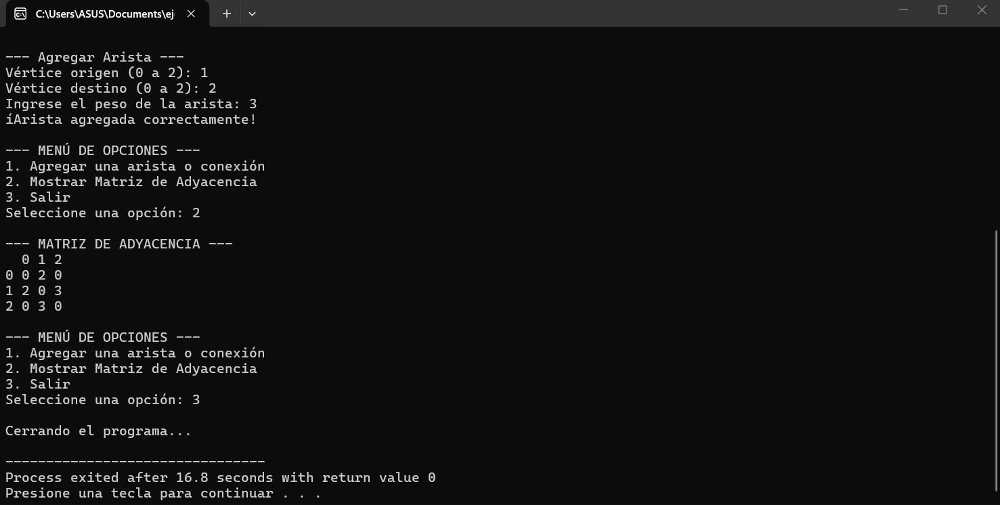 C:\Users\ASUS\Documents\ej
--- Agregar Arista ---
Vértice origen (0 a 2): 1
Vértice destino (0 a 2): 2
Ingrese el peso de la arista: 3
íArista agregada correctamente!
--- MENÚ DE OPCIONES ---
1. Agregar una arista o conexión
2. Mostrar Matriz de Adyacencia
3. Salir
Seleccione una opción: 2
--- MATRIZ DE ADYACENCIA ---
  0 1 2
0 0 2 0
1 2 0 3
2 0 3 0
--- MENÚ DE OPCIONES ---
1. Agregar una arista o conexión
2. Mostrar Matriz de Adyacencia
3. Salir
Seleccione una opción: 3
Cerrando el programa...
--------------------------------
Process exited after 16.8 seconds with return value 0
Presione una tecla para continuar . . .